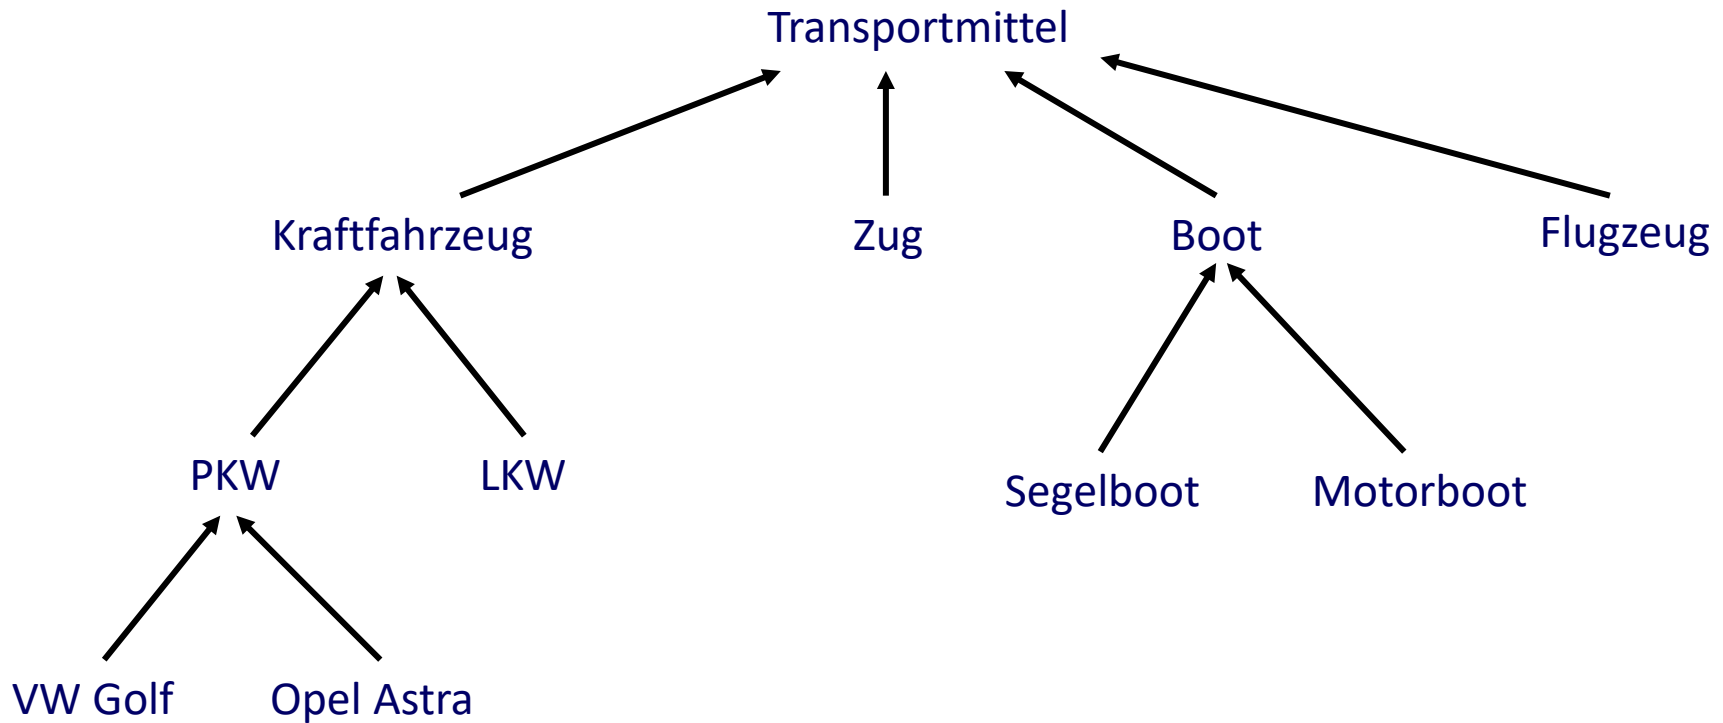 Transportmittel
Kraftfahrzeug
Zug
Boot
Flugzeug
PKW
LKW
Segelboot
Motorboot
VW Golf
Opel Astra